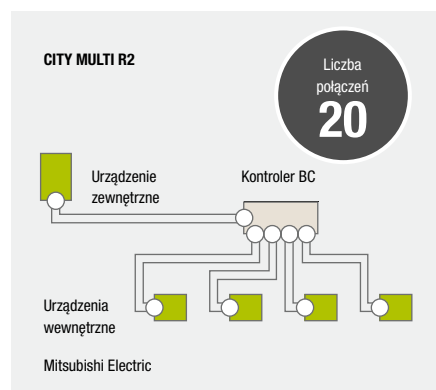 CITY MULTI R2
Liczba
połączeń
20
Urządzenie
zewnętrzne
Kontroler BC
Urządzenia
wewnętrzne
Mitsubishi Electric